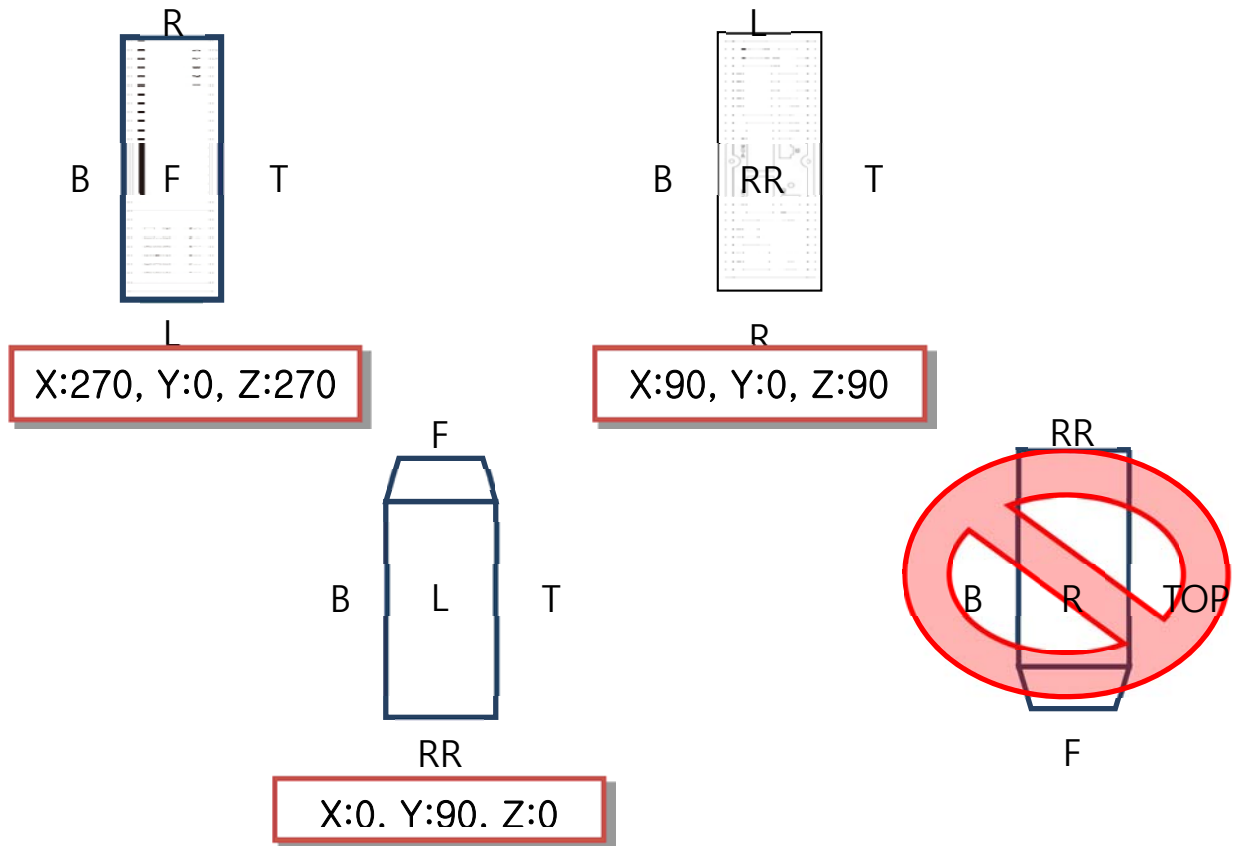 R
L
B F T
B RR T
L
R
X:270, Y:0, Z:270
X:90, Y:0, Z:90
F
RR
B L T
B R TOP
RR
F
X:0. Y:90. Z:0